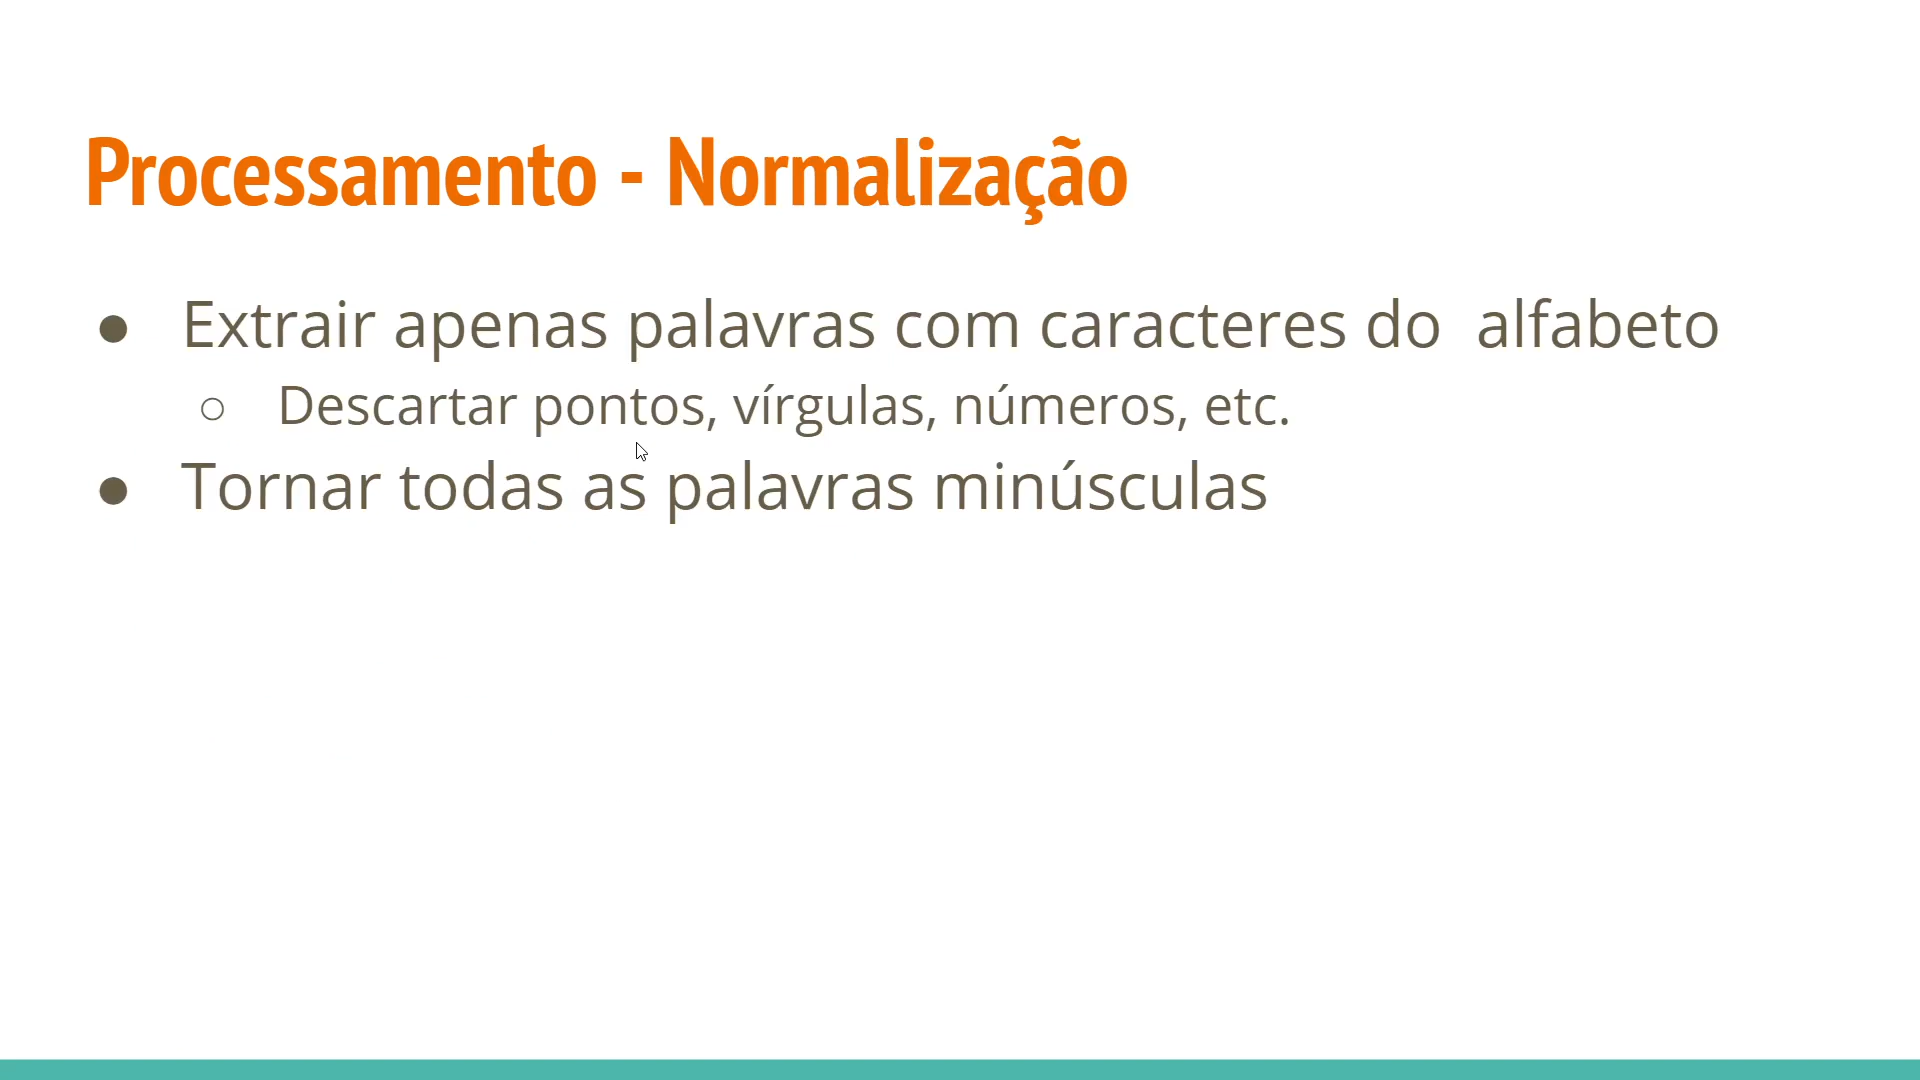 Processamento - Normalização
● Extrair apenas palavras com caracteres do  alfabeto
○ Descartar pontos, vírgulas, números, etc.
● Tornar todas as palavras minúsculas